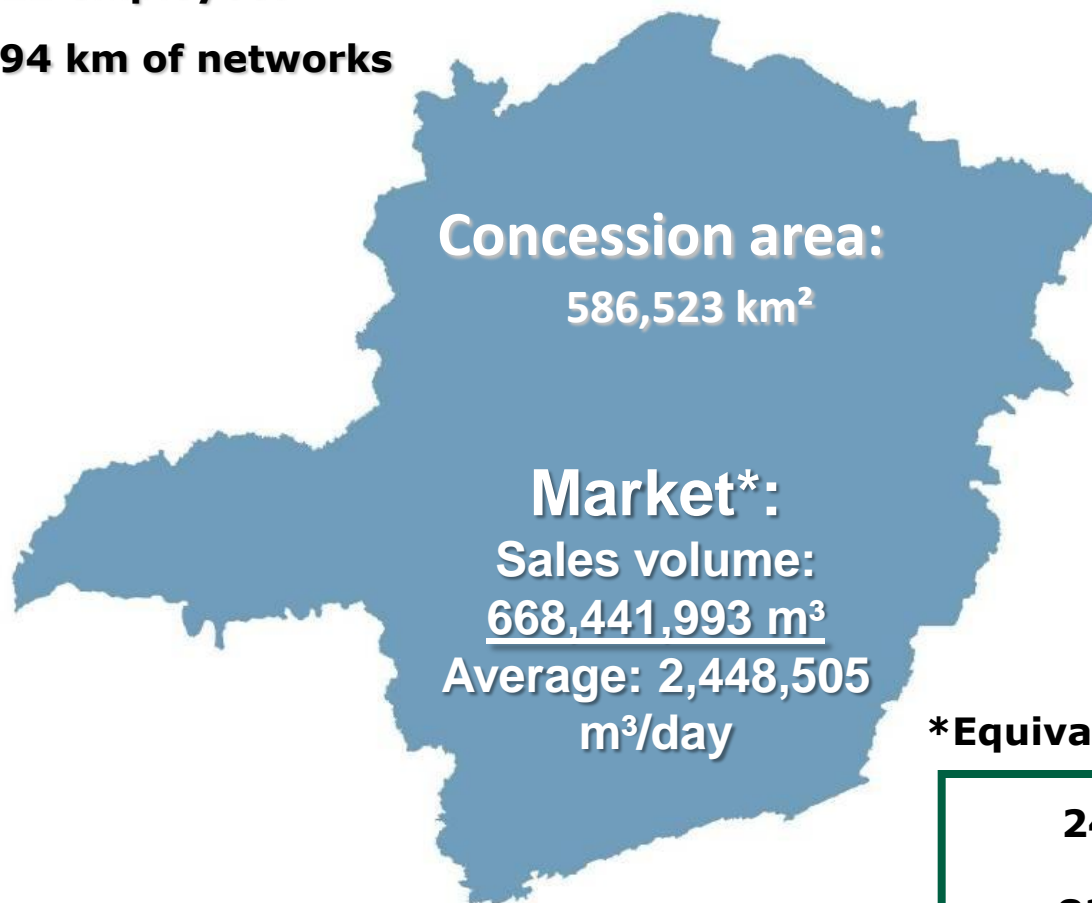 94 km of networks
Concession area:
586,523 km²
Market*:
Sales volume:
668,441,993 m³
Average: 2,448,505
m³/day